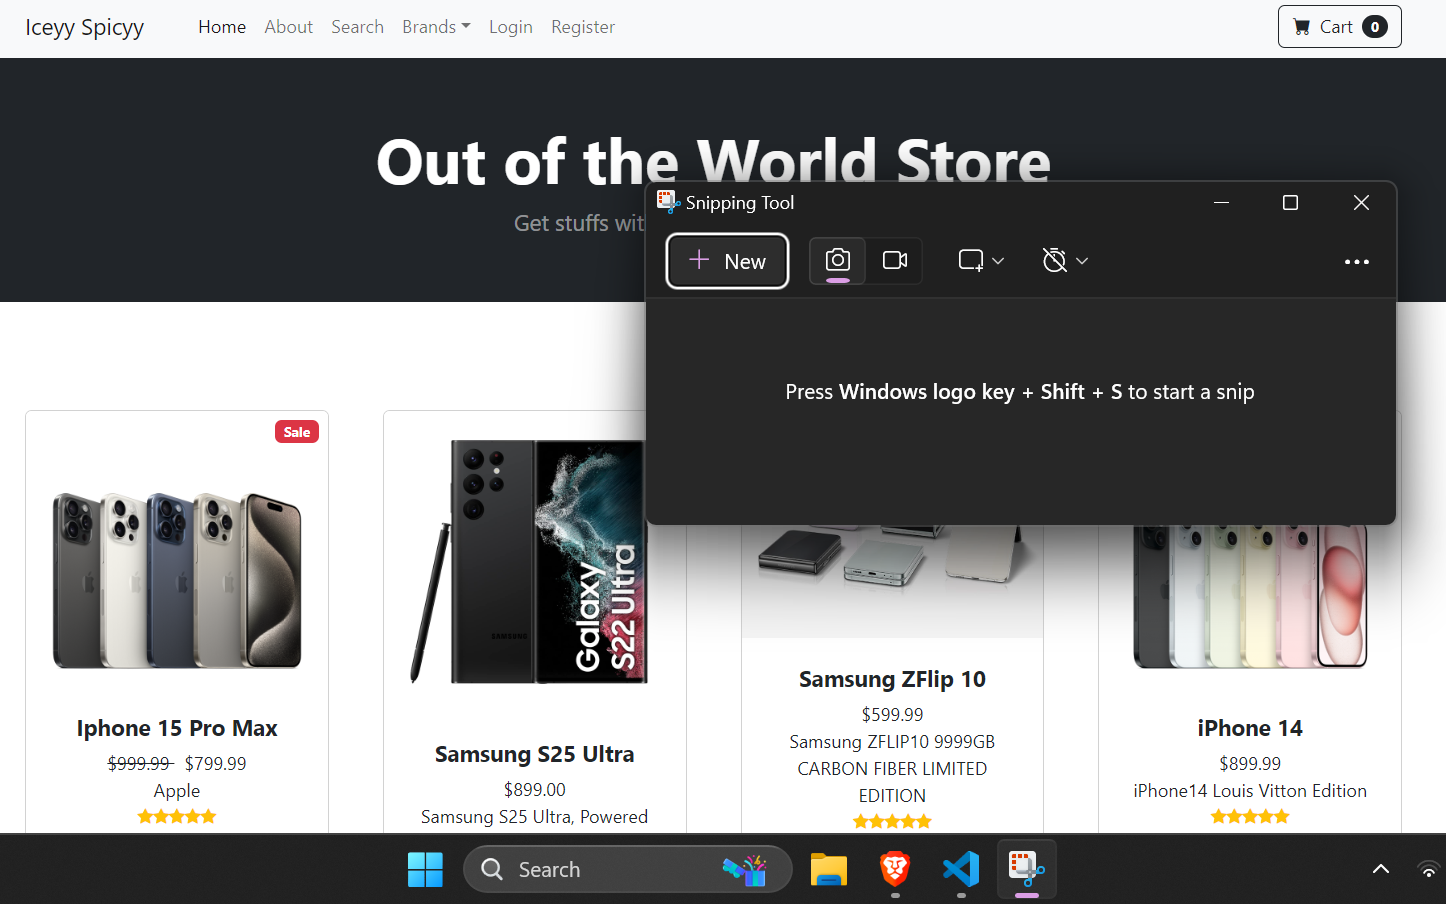 Iceyy Spicyy Home About Search Brands Login Register Cart 0
Out of the World Store
Get stuffs wit
Snipping Tool
New
Press Windows logo key + Shift + S to start a snip
Sale
Galaxy
S22 Ultra
SAMSUNG
Iphone 15 Pro Max
$999.99 $799.99
Apple
Samsung S25 Ultra
$899.00
Samsung S25 Ultra, Powered
Samsung ZFlip 10
$599.99
Samsung ZFLIP10 9999GB
CARBON FIBER LIMITED
EDITION
iPhone 14
$899.99
iPhone14 Louis Vitton Edition
Search